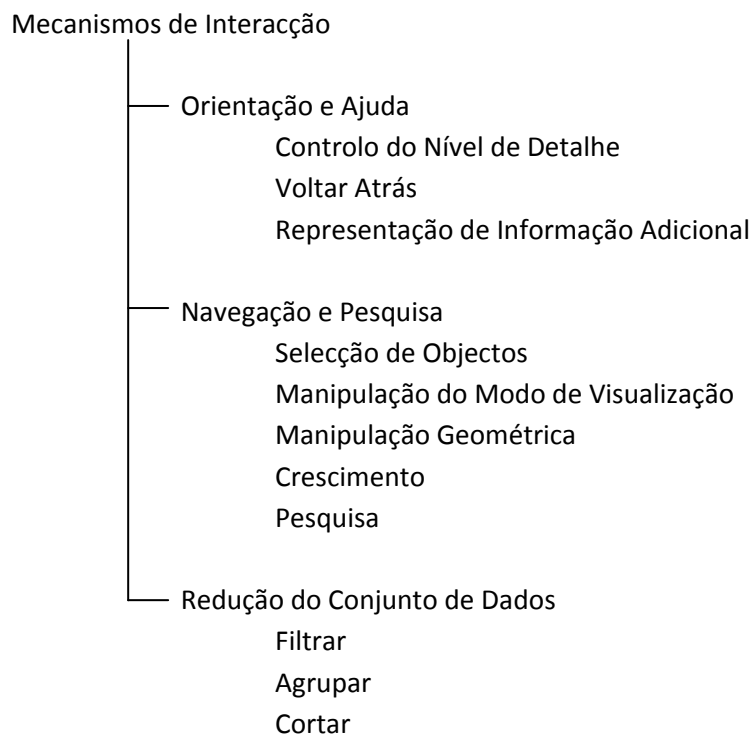 Mecanismos de Interacção
Orientação e Ajuda
Controlo do Nível de Detalhe
Voltar Atrás
Representação de Informação Adicional
Navegação e Pesquisa
Selecção de Objectos
Manipulação do Modo de Visualização
Manipulação Geométrica
Crescimento
Pesquisa
Redução do Conjunto de Dados
Filtrar
Agrupar
Cortar